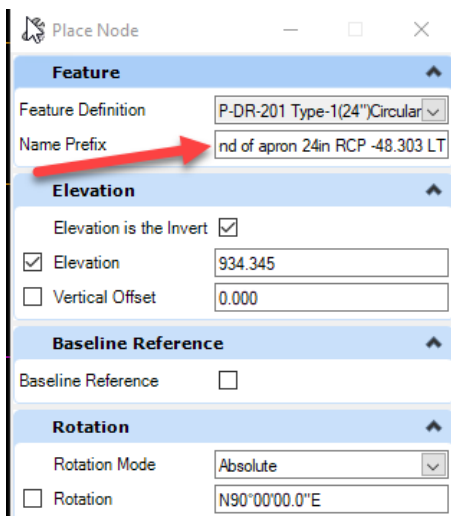 Place Node
Feature
Feature Definition P-DR-201 Type-1(24")Circular
Name Prefix nd of apron 24in RCP -48.303 LT
Elevation
Elevation is the Invert
Elevation 934.345
Vertical Offset 0.000
Baseline Reference
Baseline Reference
Rotation
Rotation Mode Absolute
Rotation N90°00'00.0"E